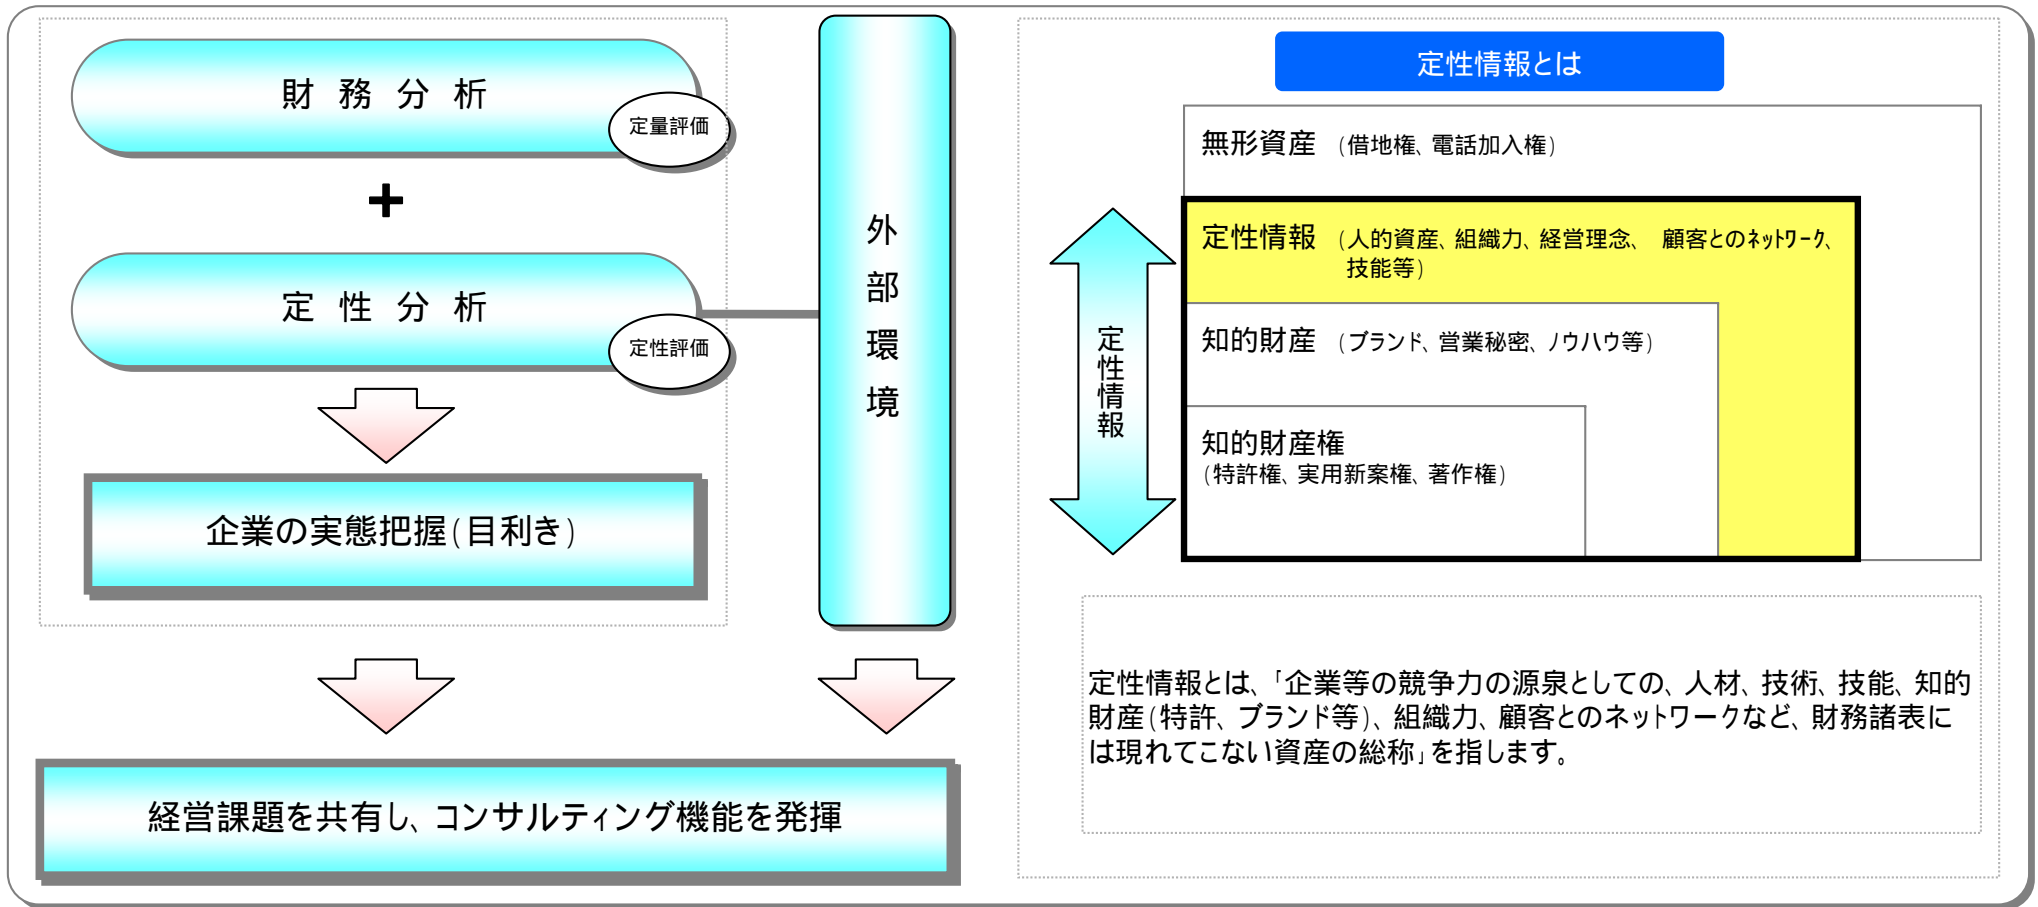 財務分析
定量評価
+
定性分析
定性評価
企業の実態把握(目利き)
外部環境
経営課題を共有し、コンサルティング機能を発揮
定性情報とは
無形資産 (借地権、電話加入権)
定性情報 (人的資産、組織力、経営理念、 顧客とのネットワーク、
技能等)
知的財産 (ブランド、営業秘密、ノウハウ等)
知的財産権
(特許権、実用新案権、著作権)
定性情報
定性情報とは、「企業等の競争力の源泉としての、人材、技術、技能、知的
財産(特許、ブランド等)、組織力、顧客とのネットワークなど、財務諸表に
は現れてこない資産の総称」を指します。